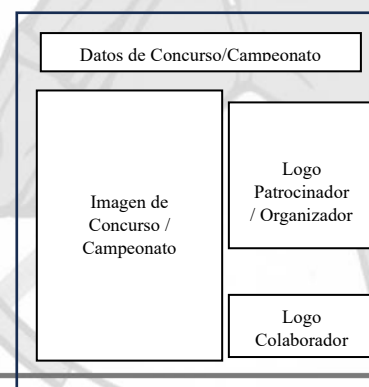 Datos de Concurso/Campeonato
Imagen de
Concurso /
Campeonato
Logo
Patrocinador
/ Organizador
Logo
Colaborador